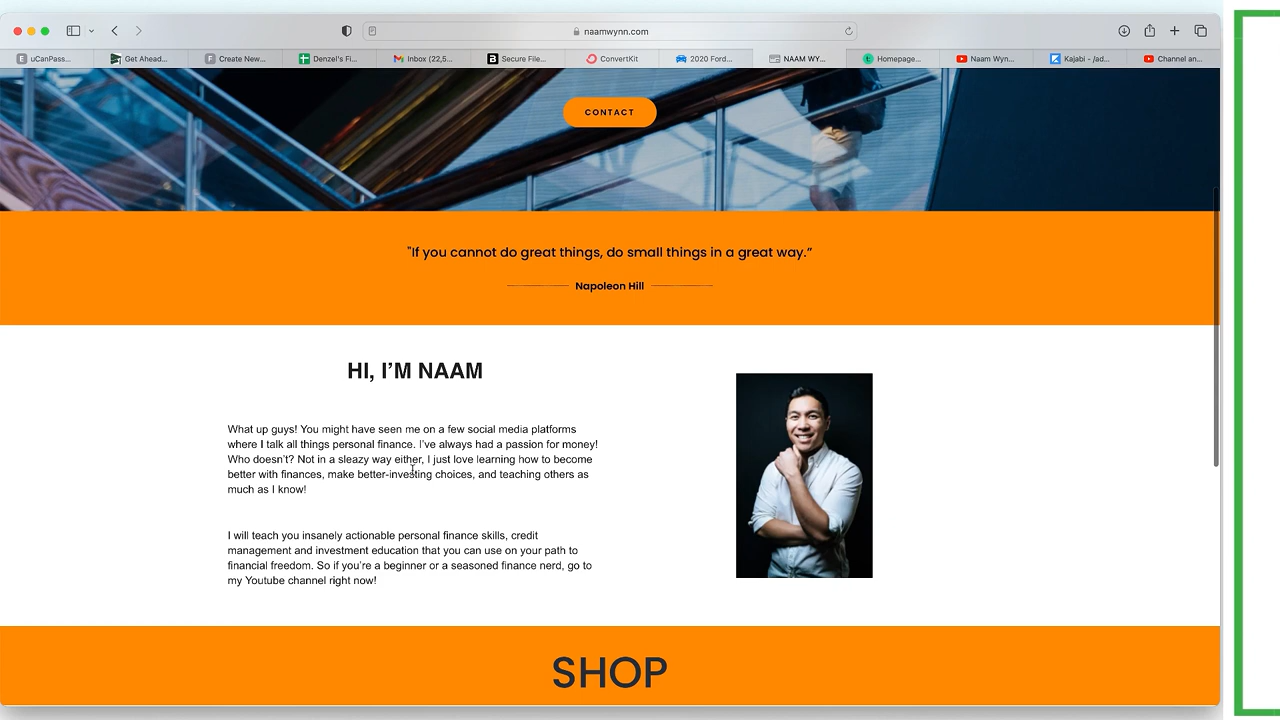 naamwynn.com
uCanPass...
Get Ahead...
Create New...
Denzel's Fi...
Inbox (22,5...
Secure File...
ConvertKit
2020 Ford...
NAAM WY...
Homepage...
Naam Wyn...
Kajabi - /ad...
Channel an...
CONTACT
"If you cannot do great things, do small things in a great way.”
Napoleon Hill
HI, I’M NAAM
What up guys! You might have seen me on a few social media platforms
where I talk all things personal finance. I’ve always had a passion for money!
Who doesn’t? Not in a sleazy way either, I just love learning how to become
better with finances, make better-investing choices, and teaching others as
much as I know!
I will teach you insanely actionable personal finance skills, credit
management and investment education that you can use on your path to
financial freedom. So if you’re a beginner or a seasoned finance nerd, go to
my Youtube channel right now!
SHOP